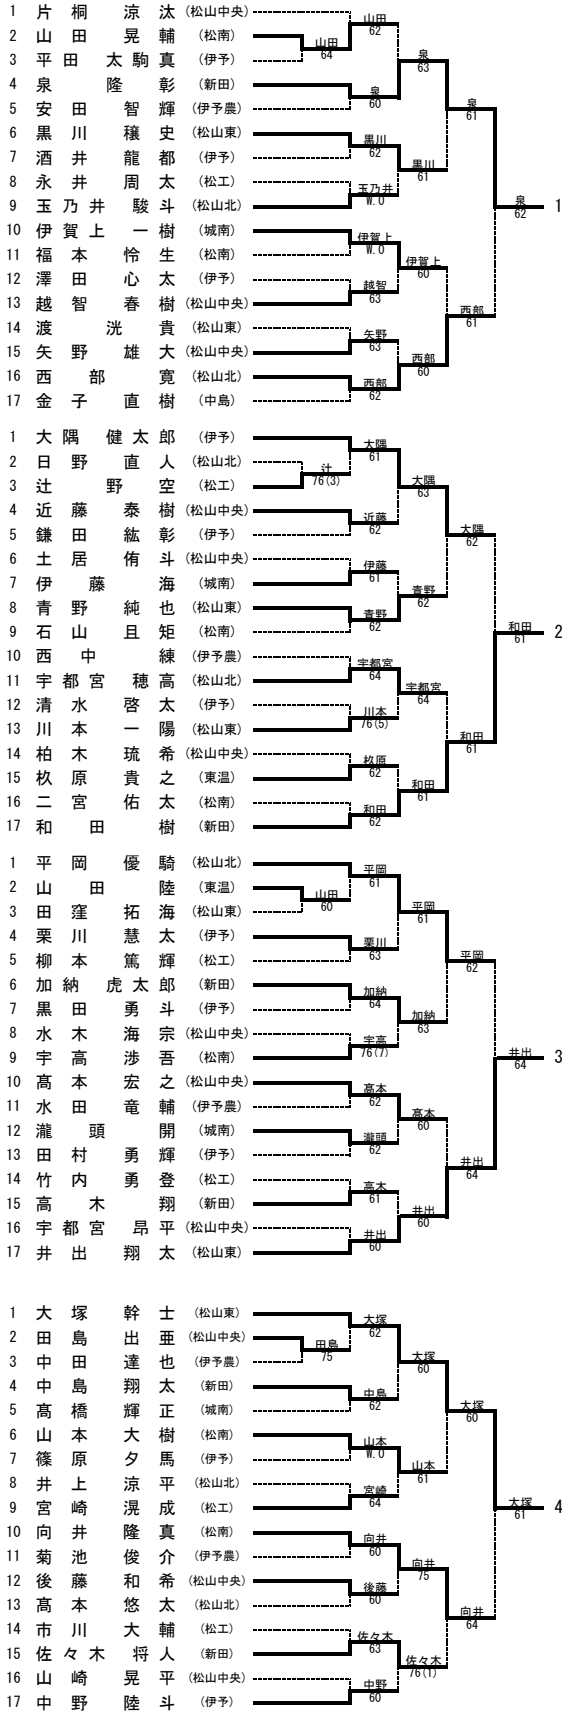 1 片桐 涼汰 (松山中央)
2 山田 晃輔 (松南)
3 平田 太駒真 (伊予)
4 泉 隆彰 (新田)
5 安田 智輝 (伊予農)
6 黒川 穣史 (松山東)
7 酒井 龍都 (伊予)
8 永井 周太 (松工)
9 玉乃井 駿斗 (松山北)
10 伊賀上 一樹 (城南)
11 福本 怜生 (松南)
12 澤田 心太 (伊予)
13 越智 春樹 (松山中央)
14 渡 洸貴 (松山東)
15 矢野 雄大 (松山中央)
16 西部 寛 (松山北)
17 金子 直樹 (中島)
山田 64
山田 62
泉 60
黒川 62
玉乃井 W.O
伊賀上 W.O
越智 63
矢野 63
西部 62
泉 63
黒川 61
伊賀上 60
西部 60
泉 61
西部 61
泉 62
1
1 大隅 健太郎 (伊予)
2 日野 直人 (松山北)
3 辻 野空 (松工)
4 近藤 泰樹 (松山中央)
5 鎌田 紘彰 (伊予)
6 土居 侑斗 (松山中央)
7 伊藤 海 (城南)
8 青野 純也 (松山東)
9 石山 且矩 (松南)
10 西中 練 (伊予農)
11 宇都宮 穂高 (松山北)
12 清水 啓太 (伊予)
13 川本 一陽 (松山東)
14 柏木 琉希 (松山中央)
15 杦原 貴之 (東温)
16 二宮 佑太 (松南)
17 和田 樹 (新田)
辻 76(3)
大隅 61
近藤 62
伊藤 61
青野 62
宇都宮 64
川本 76(5)
杦原 62
和田 62
大隅 63
青野 62
宇都宮 64
和田 61
大隅 62
和田 61
和田 61
2
1 平岡 優騎 (松山北)
2 山田 陸 (東温)
3 田窪 拓海 (松山東)
4 栗川 慧太 (伊予)
5 柳本 篤輝 (松工)
6 加納 虎太郎 (新田)
7 黒田 勇斗 (伊予)
8 水木 海宗 (松山中央)
9 宇高 渉吾 (松南)
10 髙本 宏之 (松山中央)
11 水田 竜輔 (伊予農)
12 瀧頭 開 (城南)
13 田村 勇輝 (伊予)
14 竹内 勇登 (松工)
15 高木 翔 (新田)
16 宇都宮 昂平 (松山中央)
17 井出 翔太 (松山東)
山田 60
平岡 61
栗川 63
加納 64
宇高 76(7)
髙本 62
瀧頭 62
高木 61
井出 60
平岡 61
加納 63
髙本 60
井出 60
平岡 62
井出 64
井出 64
3
1 大塚 幹士 (松山東)
2 田島 出亜 (松山中央)
3 中田 達也 (伊予農)
4 中島 翔太 (新田)
5 髙橋 輝正 (城南)
6 山本 大樹 (松南)
7 篠原 夕馬 (伊予)
8 井上 涼平 (松山北)
9 宮崎 滉成 (松工)
10 向井 隆真 (松南)
11 菊池 俊介 (伊予農)
12 後藤 和希 (松山中央)
13 髙本 悠太 (松山北)
14 市川 大輔 (松工)
15 佐々木 将人 (新田)
16 山崎 晃平 (松山中央)
17 中野 陸斗 (伊予)
田島 75
大塚 62
中島 62
山本 W.O
宮崎 64
向井 60
後藤 60
佐々木 63
中野 60
大塚 60
山本 61
向井 75
佐々木 76(1)
大塚 60
向井 64
大塚 61
4